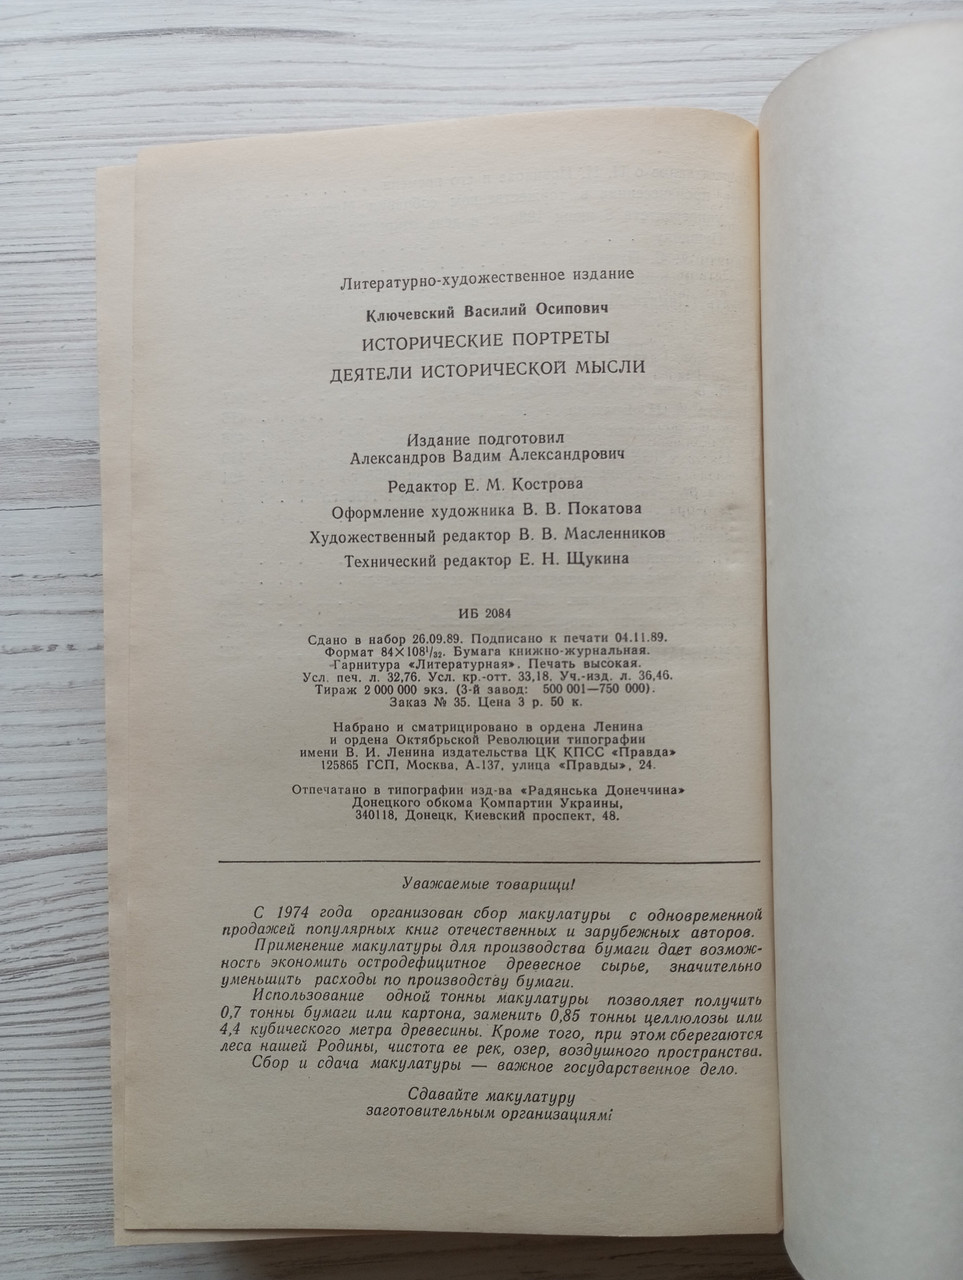 Литературно-художественное издание
Ключевский Василий Осипович
ИСТОРИЧЕСКИЕ ПОРТРЕТЫ
ДЕЯТЕЛИ ИСТОРИЧЕСКОЙ МЫСЛИ
Издание подготовил
Александров Вадим Александрович
Редактор Е. М. Кострова
Оформление художника В. В. Покатова
Художественный редактор В. В. Масленников
Технический редактор Е. Н. Щукина
ИБ 2084
Сдано в набор 26.09.89. Подписано к печати 04.11.89.
Формат 84×108¹/₃₂. Бумага книжно-журнальная.
Гарнитура «Литературная». Печать высокая.
Усл. печ. л. 32,76. Усл. кр.-отт. 33,18. Уч.-изд. л. 36,46.
Тираж 2 000 000 экз. (3-й завод: 500 001—750 000).
Заказ № 35. Цена 3 р. 50 к.
Набрано и сматрицировано в ордена Ленина
и ордена Октябрьской Революции типографии
имени В. И. Ленина издательства ЦК КПСС «Правда»
125865 ГСП, Москва, А-137, улица «Правды», 24.
Отпечатано в типографии изд-ва «Радянська Донеччина»
Донецкого обкома Компартии Украины,
340118, Донецк, Киевский проспект, 48.
Уважаемые товарищи!
С 1974 года организован сбор макулатуры с одновременной
продажей популярных книг отечественных и зарубежных авторов.
Применение макулатуры для производства бумаги дает возмож-
ность экономить остродефицитное древесное сырье, значительно
уменьшить расходы по производству бумаги.
Использование одной тонны макулатуры позволяет получить
0,7 тонны бумаги или картона, заменить 0,85 тонны целлюлозы или
4,4 кубического метра древесины. Кроме того, при этом сберегаются
леса нашей Родины, чистота ее рек, озер, воздушного пространства.
Сбор и сдача макулатуры — важное государственное дело.
Сдавайте макулатуру
заготовительным организациям!